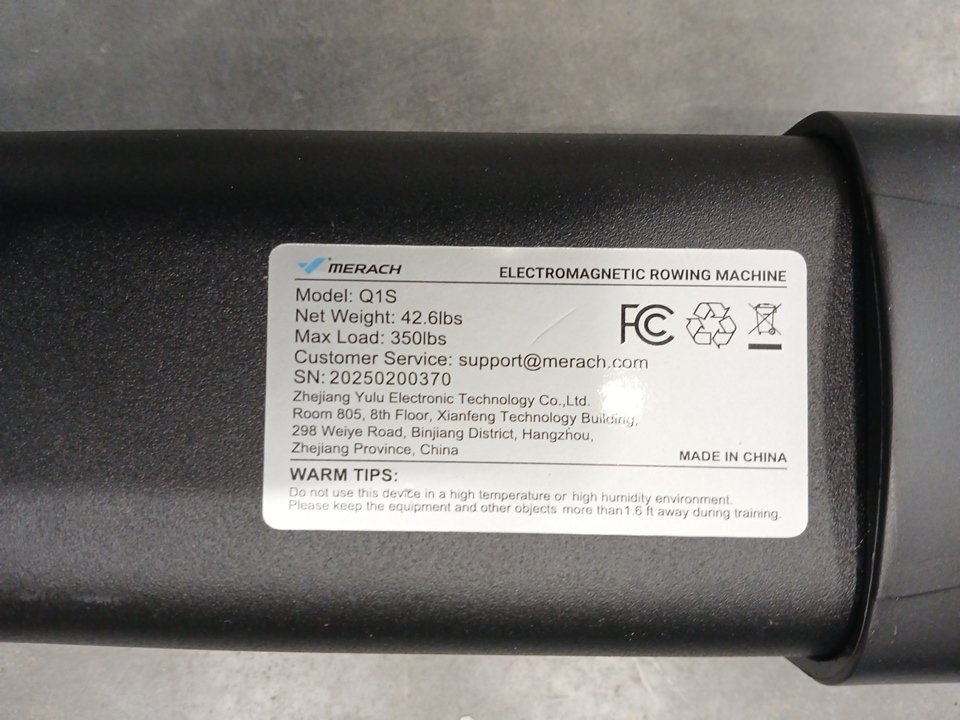 MERACH
ELECTROMAGNETIC ROWING MACHINE
Model: Q1S
Net Weight: 42.6lbs
Max Load: 350lbs
Customer Service: support@merach.com
SN: 20250200370
Zhejiang Yulu Electronic Technology Co.,Ltd.
Room 805, 8th Floor, Xianfeng Technology Building,
298 Weiye Road, Binjiang District, Hangzhou,
Zhejiang Province, China
FC
MADE IN CHINA
WARM TIPS:
Do not use this device in a high temperature or high humidity environment.
Please keep the equipment and other objects more than1.6 ft away during training.